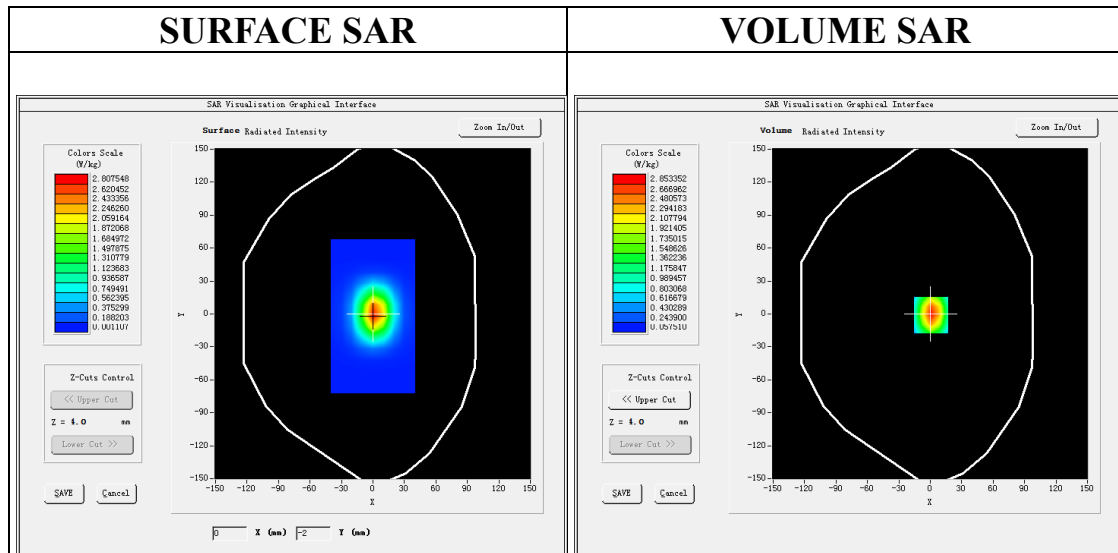 SURFACE SAR
VOLUME SAR
SAR Visualisation Graphical Interface
Surface Radiated Intensity
Zoom In/Out
Colors Scale
(W/kg)
2.807548
2.620452
2.433356
2.246260
2.059164
1.872068
1.684972
1.497875
1.310779
1.123683
0.936587
0.749491
0.562395
0.375299
0.188203
0.001107
Z-Cuts Control
<< Upper Cut
Z = 4.0 mm
Lower Cut >>
SAVE
Cancel
150
120
90
60
30
0
-30
-60
-90
-120
-150
Y
-150 -120 -90 -60 -30 0 30 60 90 120 150
X
0 X (mm) -2 Y (mm)
SAR Visualisation Graphical Interface
Volume Radiated Intensity
Zoom In/Out
Colors Scale
(W/kg)
2.853352
2.666962
2.480573
2.294183
2.107794
1.921405
1.735015
1.548626
1.362236
1.175847
0.989457
0.803068
0.616679
0.430289
0.243900
0.057510
Z-Cuts Control
<< Upper Cut
Z = 4.0 mm
Lower Cut >>
SAVE
Cancel
150
120
90
60
30
0
-30
-60
-90
-120
-150
Y
-150 -120 -90 -60 -30 0 30 60 90 120 150
X